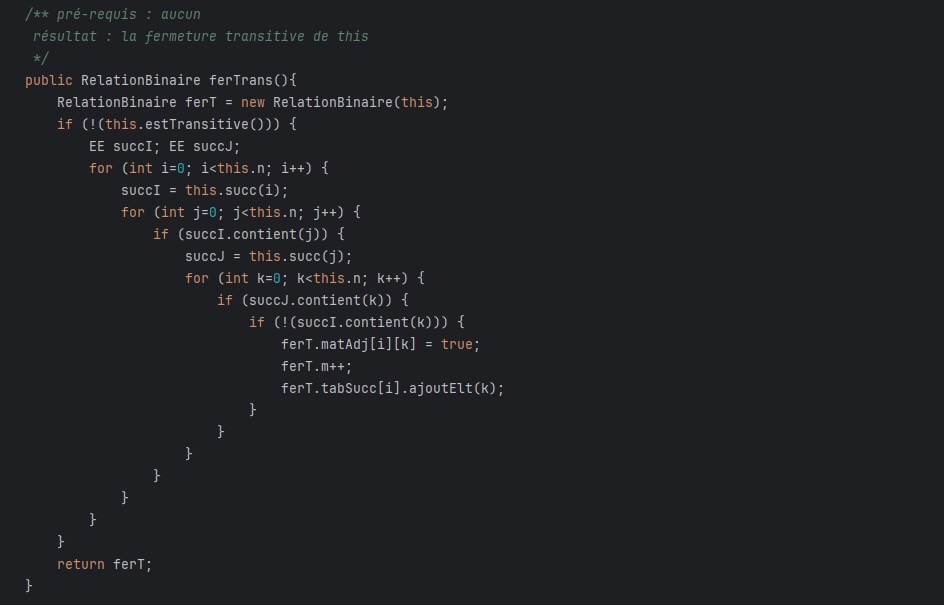 /** pré-requis : aucun
 résultat : la fermeture transitive de this
 */
public RelationBinaire ferTrans(){
    RelationBinaire ferT = new RelationBinaire(this);
    if (!(this.estTransitive())) {
        EE succI; EE succJ;
        for (int i=0; i<this.n; i++) {
            succI = this.succ(i);
            for (int j=0; j<this.n; j++) {
                if (succI.contient(j)) {
                    succJ = this.succ(j);
                    for (int k=0; k<this.n; k++) {
                        if (succJ.contient(k)) {
                            if (!(succI.contient(k))) {
                                ferT.matAdj[i][k] = true;
                                ferT.m++;
                                ferT.tabSucc[i].ajoutElt(k);
                            }
                        }
                    }
                }
            }
        }
    }
    return ferT;
}